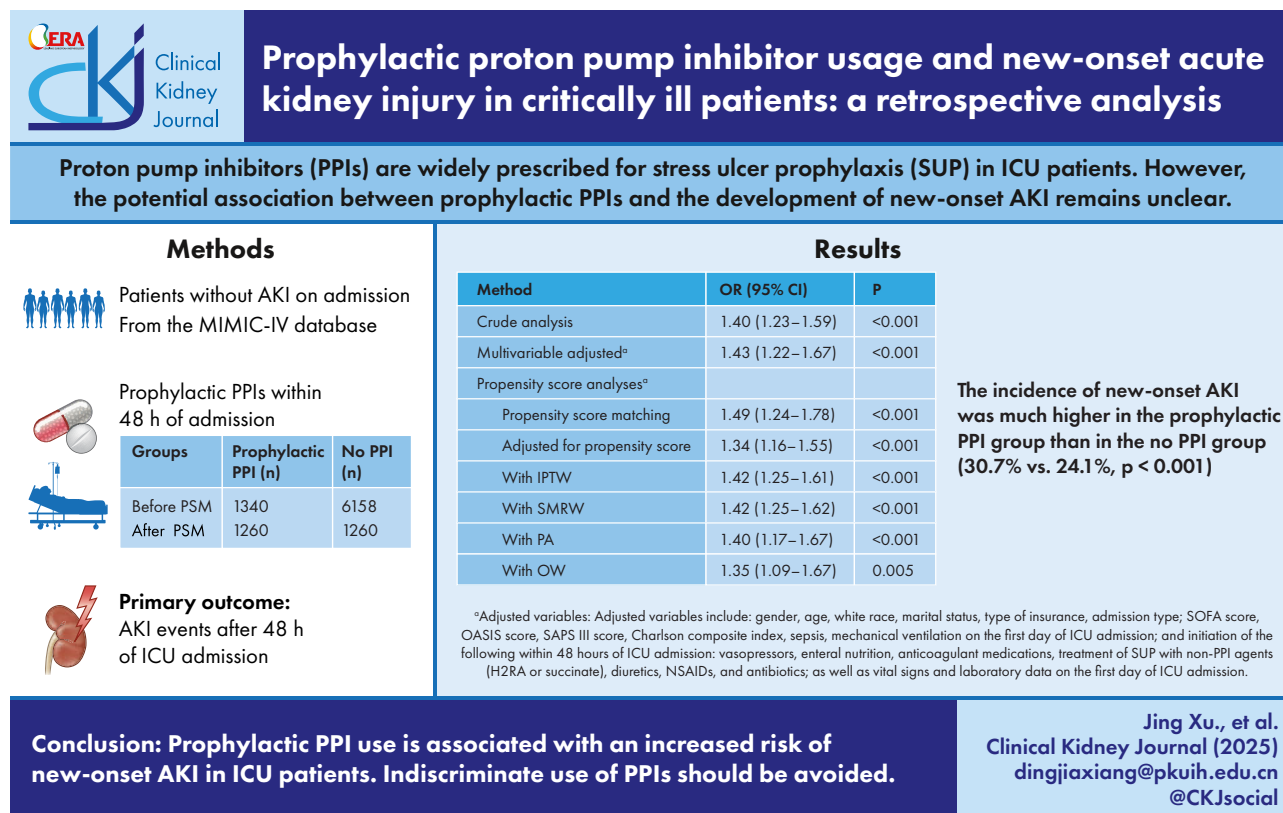 ERA
ckj
Clinical
Kidney
Journal
Prophylactic proton pump inhibitor usage and new-onset acute
kidney injury in critically ill patients: a retrospective analysis
Proton pump inhibitors (PPIs) are widely prescribed for stress ulcer prophylaxis (SUP) in ICU patients. However,
the potential association between prophylactic PPIs and the development of new-onset AKI remains unclear.
Methods
Patients without AKI on admission
From the MIMIC-IV database
Prophylactic PPIs within
48 h of admission
Groups Prophylactic PPI (n) No PPI (n)
Before PSM 1340 6158
After PSM 1260 1260
Primary outcome:
AKI events after 48 h
of ICU admission
Results
Method OR (95% CI) P
Crude analysis 1.40 (1.23–1.59) <0.001
Multivariable adjustedᵃ 1.43 (1.22–1.67) <0.001
Propensity score analysesᵃ
Propensity score matching 1.49 (1.24–1.78) <0.001
Adjusted for propensity score 1.34 (1.16–1.55) <0.001
With IPTW 1.42 (1.25–1.61) <0.001
With SMRW 1.42 (1.25–1.62) <0.001
With PA 1.40 (1.17–1.67) <0.001
With OW 1.35 (1.09–1.67) 0.005
The incidence of new-onset AKI
was much higher in the prophylactic
PPI group than in the no PPI group
(30.7% vs. 24.1%, p < 0.001)
ᵃAdjusted variables: Adjusted variables include: gender, age, white race, marital status, type of insurance, admission type; SOFA score,
OASIS score, SAPS III score, Charlson composite index, sepsis, mechanical ventilation on the first day of ICU admission; and initiation of the
following within 48 hours of ICU admission: vasopressors, enteral nutrition, anticoagulant medications, treatment of SUP with non-PPI agents
(H2RA or succinate), diuretics, NSAIDs, and antibiotics; as well as vital signs and laboratory data on the first day of ICU admission.
Conclusion: Prophylactic PPI use is associated with an increased risk of
new-onset AKI in ICU patients. Indiscriminate use of PPIs should be avoided.
Jing Xu., et al.
Clinical Kidney Journal (2025)
dingjiaxiang@pkuih.edu.cn
@CKJsocial